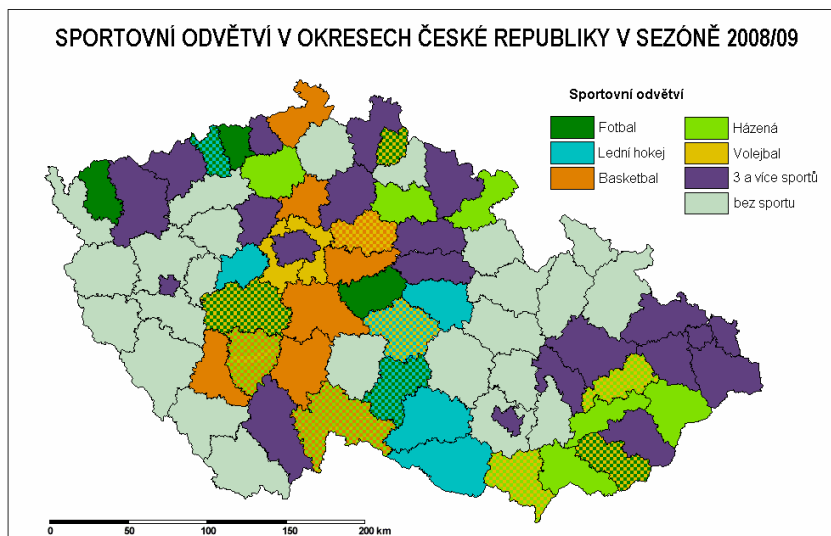 SPORTOVNÍ ODVĚTVÍ V OKRESECH ČESKÉ REPUBLIKY V SEZÓNĚ 2008/09
Sportovní odvětví
Fotbal
Lední hokej
Basketbal
Házená
Volejbal
3 a více sportů
bez sportu
0 50 100 150 200 km